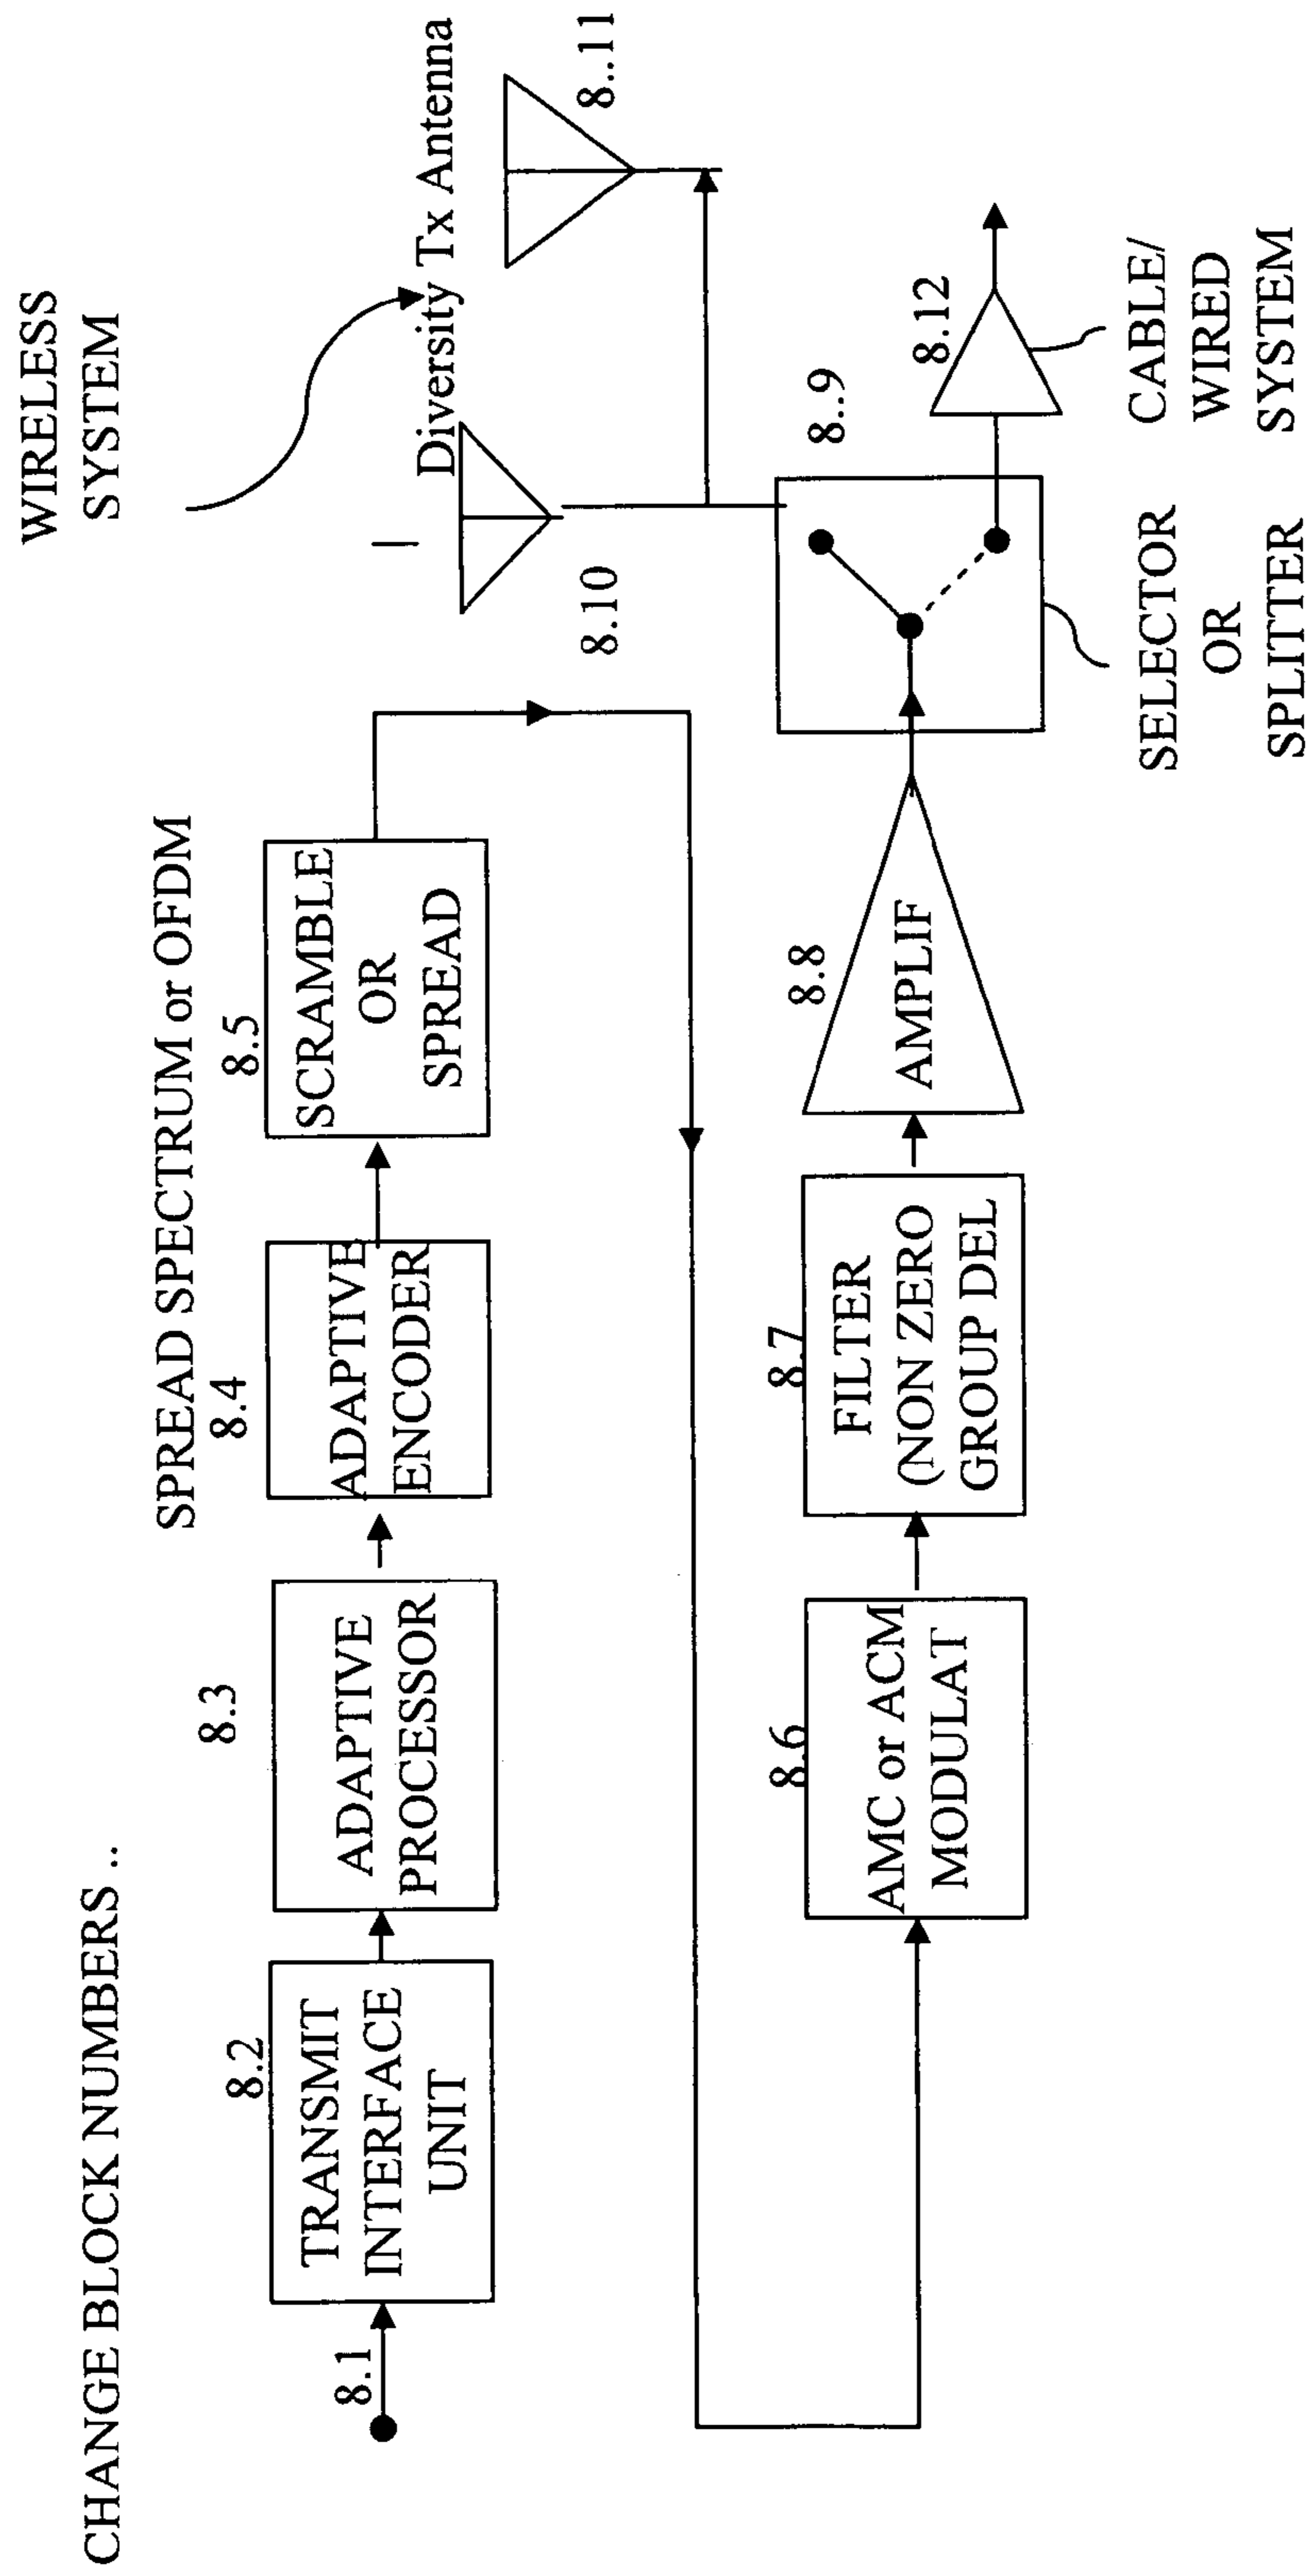 CHANGE BLOCK NUMBERS ..
WIRELESS
SYSTEM
SPREAD SPECTRUM or OFDM
Diversity Tx Antenna
8.1
8.2
TRANSMIT
INTERFACE
UNIT
8.3
ADAPTIVE
PROCESSOR
8.4
ADAPTIVE
ENCODER
8.5
SCRAMBLE
OR
SPREAD
8.10
8..11
8.6
AMC or ACM
MODULAT
8.7
FILTER
(NON ZERO
GROUP DEL
8.8
AMPLIF
8..9
8.12
SELECTOR
OR
SPLITTER
CABLE/
WIRED
SYSTEM